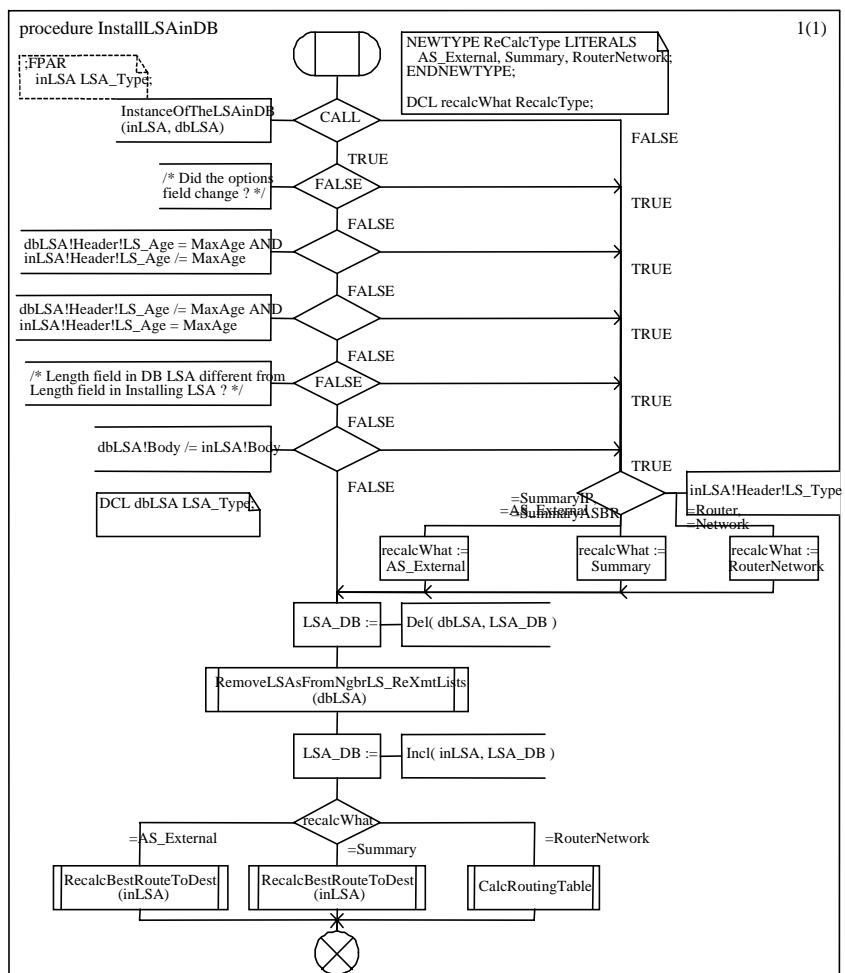 procedure InstallLSAinDB
1(1)
;FPAR
inLSA LSA_Type;
NEWTYPE ReCalcType LITERALS
AS_External, Summary, RouterNetwork;
ENDNEWTYPE;
DCL recalcWhat RecalcType;
InstanceOfTheLSAinDB
(inLSA, dbLSA)
CALL
FALSE
TRUE
/* Did the options
field change ? */
FALSE
TRUE
FALSE
dbLSA!Header!LS_Age = MaxAge AND
inLSA!Header!LS_Age /= MaxAge
TRUE
FALSE
dbLSA!Header!LS_Age /= MaxAge AND
inLSA!Header!LS_Age = MaxAge
TRUE
FALSE
/* Length field in DB LSA different from
Length field in Installing LSA ? */
FALSE
TRUE
FALSE
dbLSA!Body /= inLSA!Body
TRUE
FALSE
DCL dbLSA LSA_Type;
inLSA!Header!LS_Type
=SummaryIP,
=SummaryASBR
=AS_External
=Router,
=Network
recalcWhat :=
AS_External
recalcWhat :=
Summary
recalcWhat :=
RouterNetwork
LSA_DB :=
Del( dbLSA, LSA_DB )
RemoveLSAsFromNgbrLS_ReXmtLists
(dbLSA)
LSA_DB :=
Incl( inLSA, LSA_DB )
recalcWhat
=AS_External
=Summary
=RouterNetwork
RecalcBestRouteToDest
(inLSA)
RecalcBestRouteToDest
(inLSA)
CalcRoutingTable